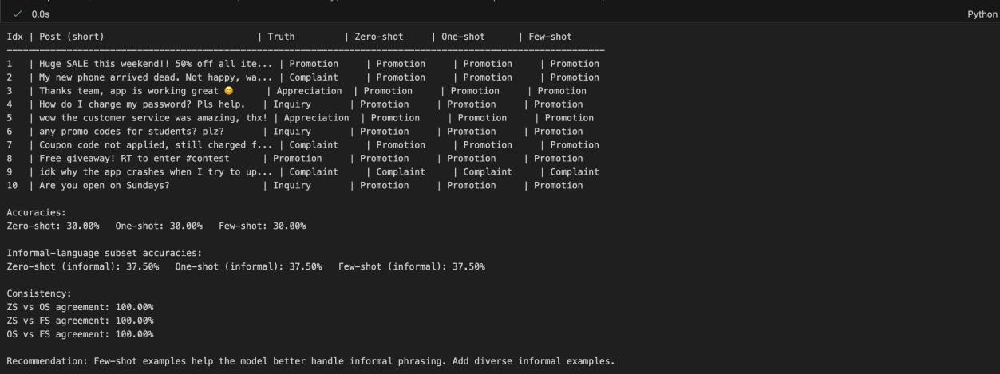 0.0s
Python
Idx | Post (short) | Truth | Zero-shot | One-shot | Few-shot
1 | Huge SALE this weekend!! 50% off all ite... | Promotion | Promotion | Promotion | Promotion
2 | My new phone arrived dead. Not happy, wa... | Complaint | Promotion | Promotion | Promotion
3 | Thanks team, app is working great 😊 | Appreciation | Promotion | Promotion | Promotion
4 | How do I change my password? Pls help. | Inquiry | Promotion | Promotion | Promotion
5 | wow the customer service was amazing, thx! | Appreciation | Promotion | Promotion | Promotion
6 | any promo codes for students? plz? | Inquiry | Promotion | Promotion | Promotion
7 | Coupon code not applied, still charged f... | Complaint | Promotion | Promotion | Promotion
8 | Free giveaway! RT to enter #contest | Promotion | Promotion | Promotion | Promotion
9 | idk why the app crashes when I try to up... | Complaint | Complaint | Complaint | Complaint
10 | Are you open on Sundays? | Inquiry | Promotion | Promotion | Promotion
Accuracies:
Zero-shot: 30.00% One-shot: 30.00% Few-shot: 30.00%
Informal-language subset accuracies:
Zero-shot (informal): 37.50% One-shot (informal): 37.50% Few-shot (informal): 37.50%
Consistency:
ZS vs OS agreement: 100.00%
ZS vs FS agreement: 100.00%
OS vs FS agreement: 100.00%
Recommendation: Few-shot examples help the model better handle informal phrasing. Add diverse informal examples.